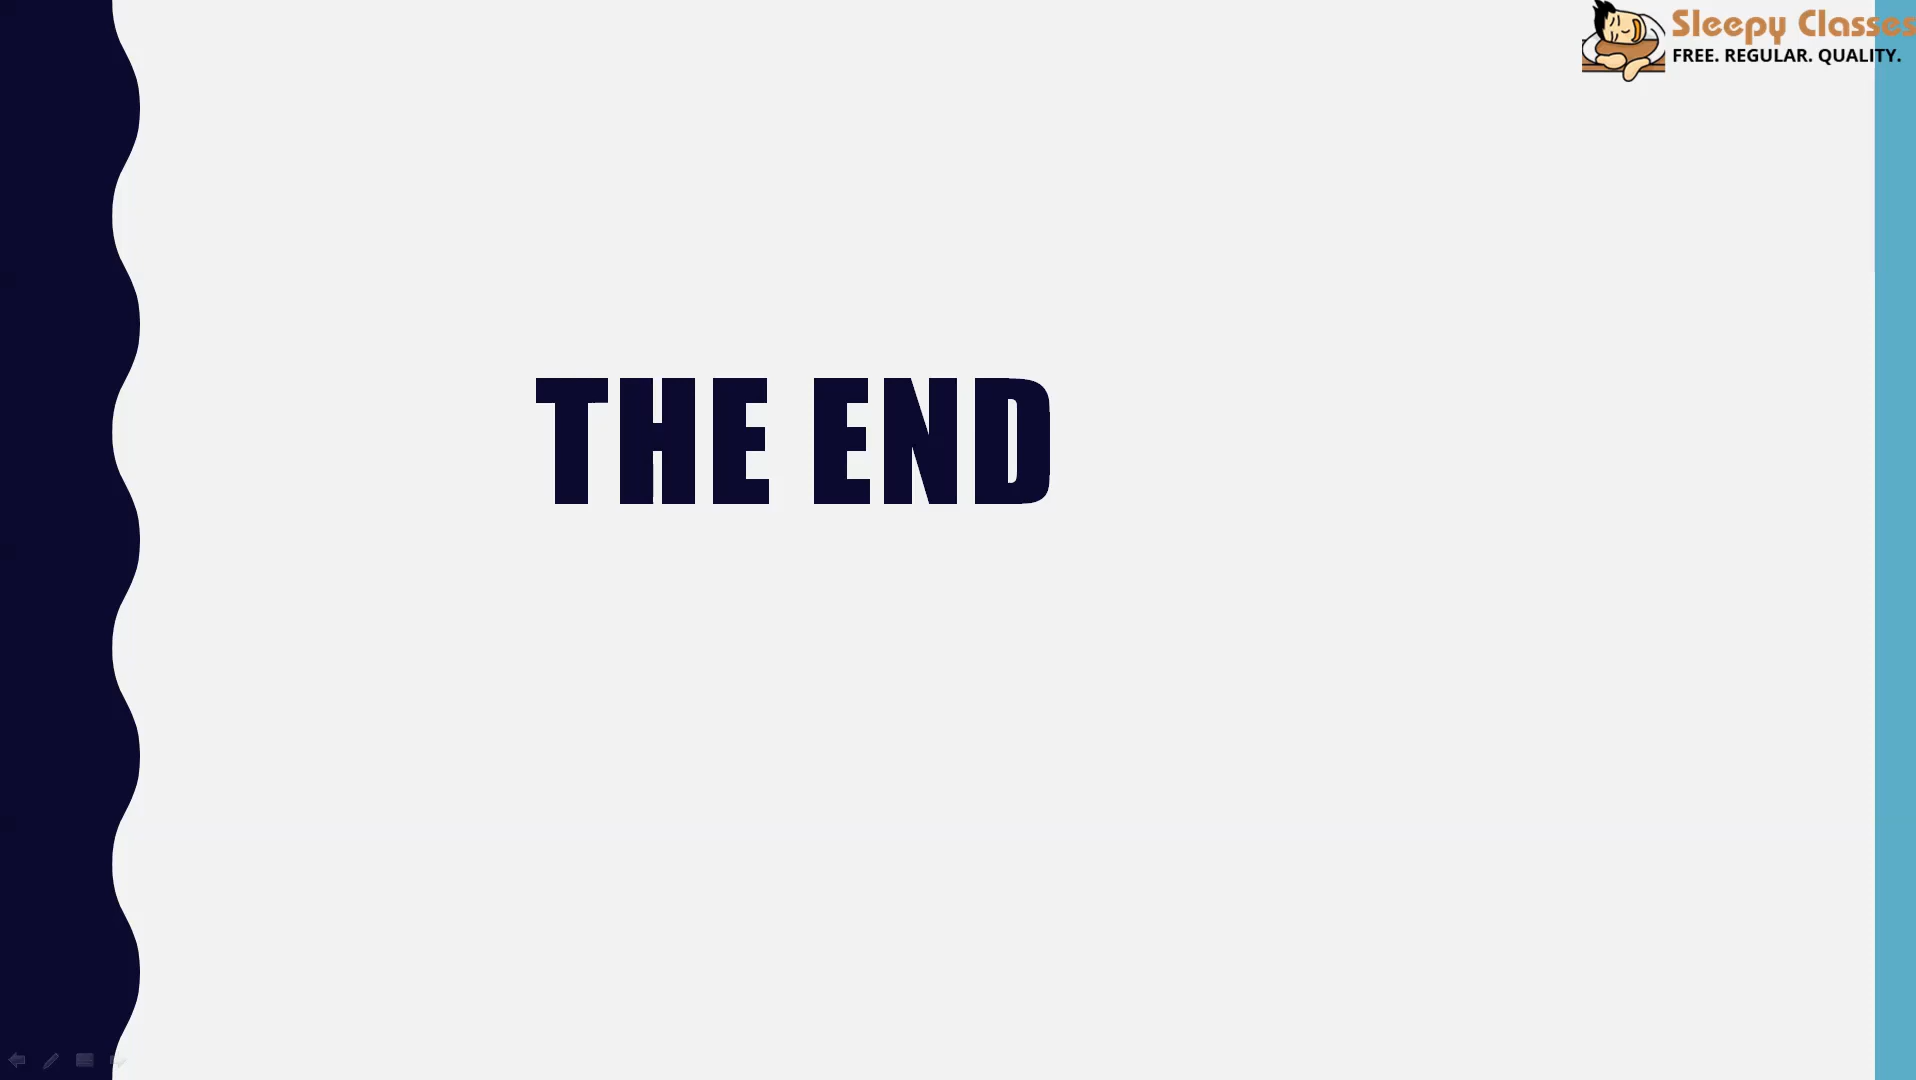 Sleepy Classes
FREE. REGULAR. QUALITY.
THE END